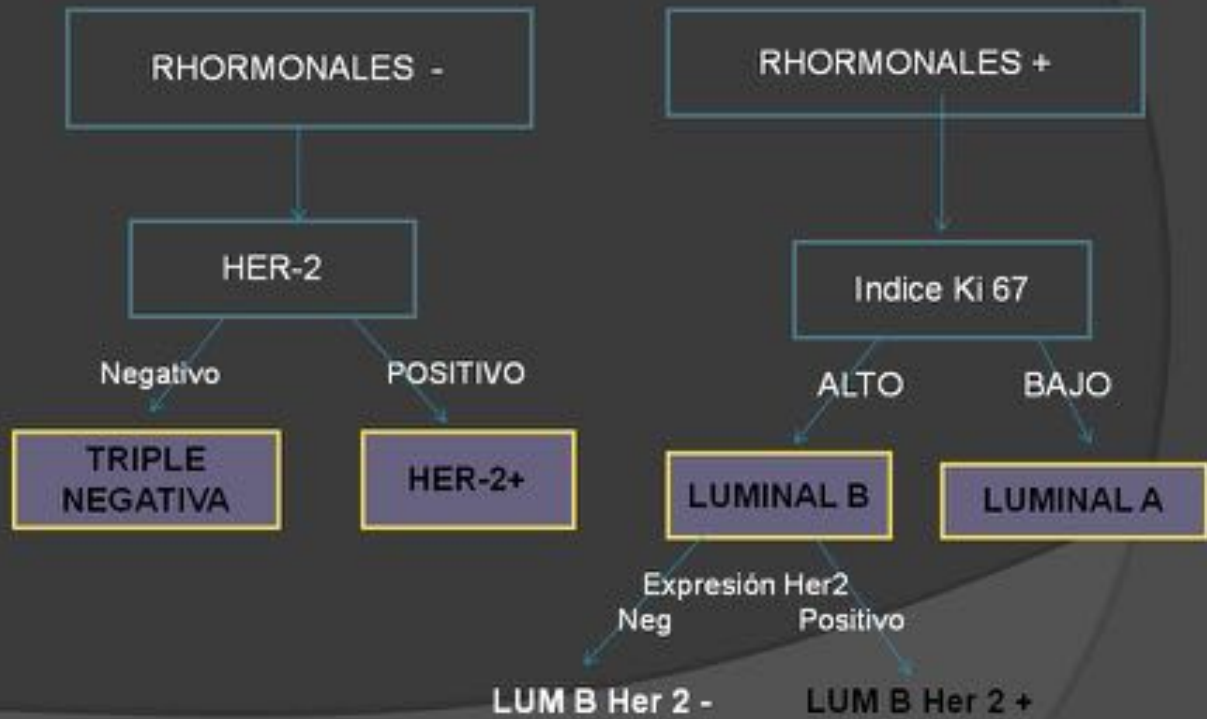 RHORMONALES -
RHORMONALES +
HER-2
Indice Ki 67
Negativo
POSITIVO
ALTO
BAJO
TRIPLE
NEGATIVA
HER-2+
LUMINAL B
LUMINAL A
Expresión Her2
Neg
Positivo
LUM B Her 2 -
LUM B Her 2 +